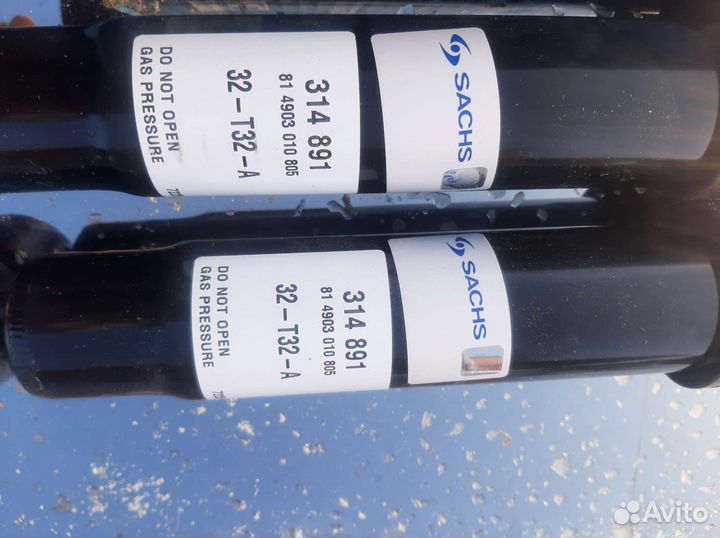 SACHS
314 891
81 4903 010 805
32-T32-A
DO NOT OPEN
GAS PRESSURE
SACHS
314 891
81 4903 010 805
32-T32-A
DO NOT OPEN
GAS PRESSURE
Avito